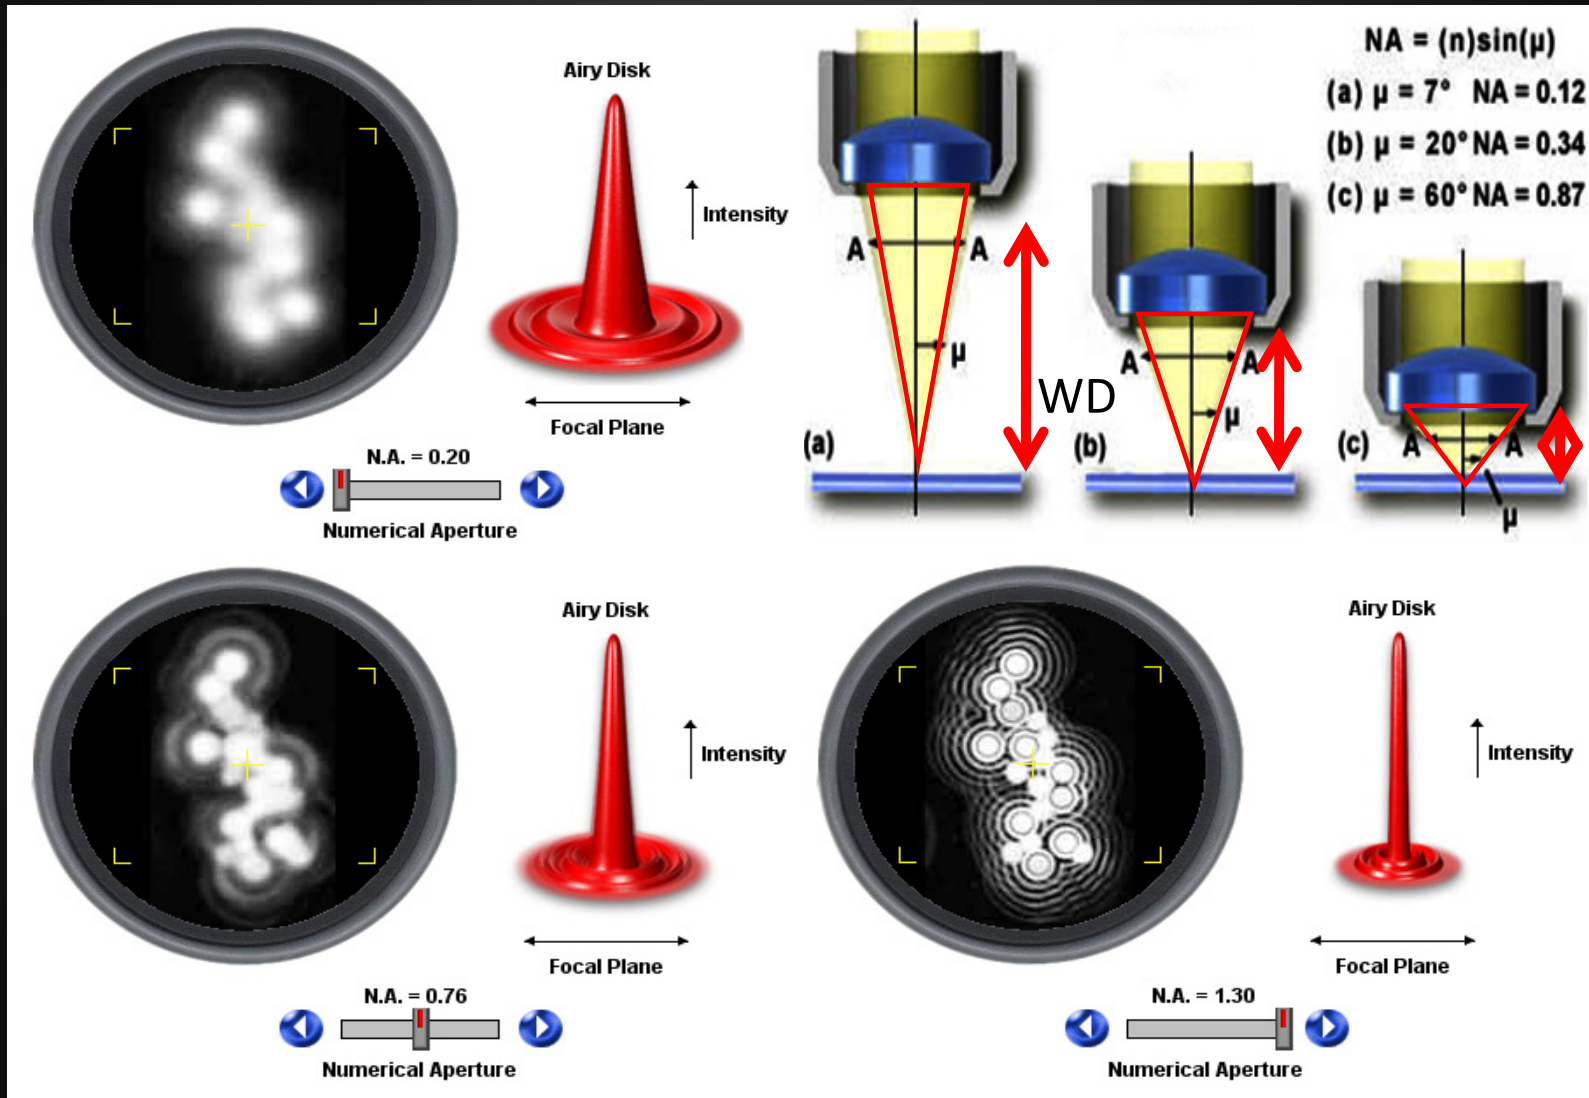 Airy Disk
Intensity
Focal Plane
N.A. = 0.20
Numerical Aperture
NA = (n)sin(μ)
(a) μ = 7° NA = 0.12
(b) μ = 20° NA = 0.34
(c) μ = 60° NA = 0.87
A A
μ
WD
(a)
A A
μ
(b)
A A
μ
(c)
Airy Disk
Intensity
Focal Plane
N.A. = 0.76
Numerical Aperture
Airy Disk
Intensity
Focal Plane
N.A. = 1.30
Numerical Aperture